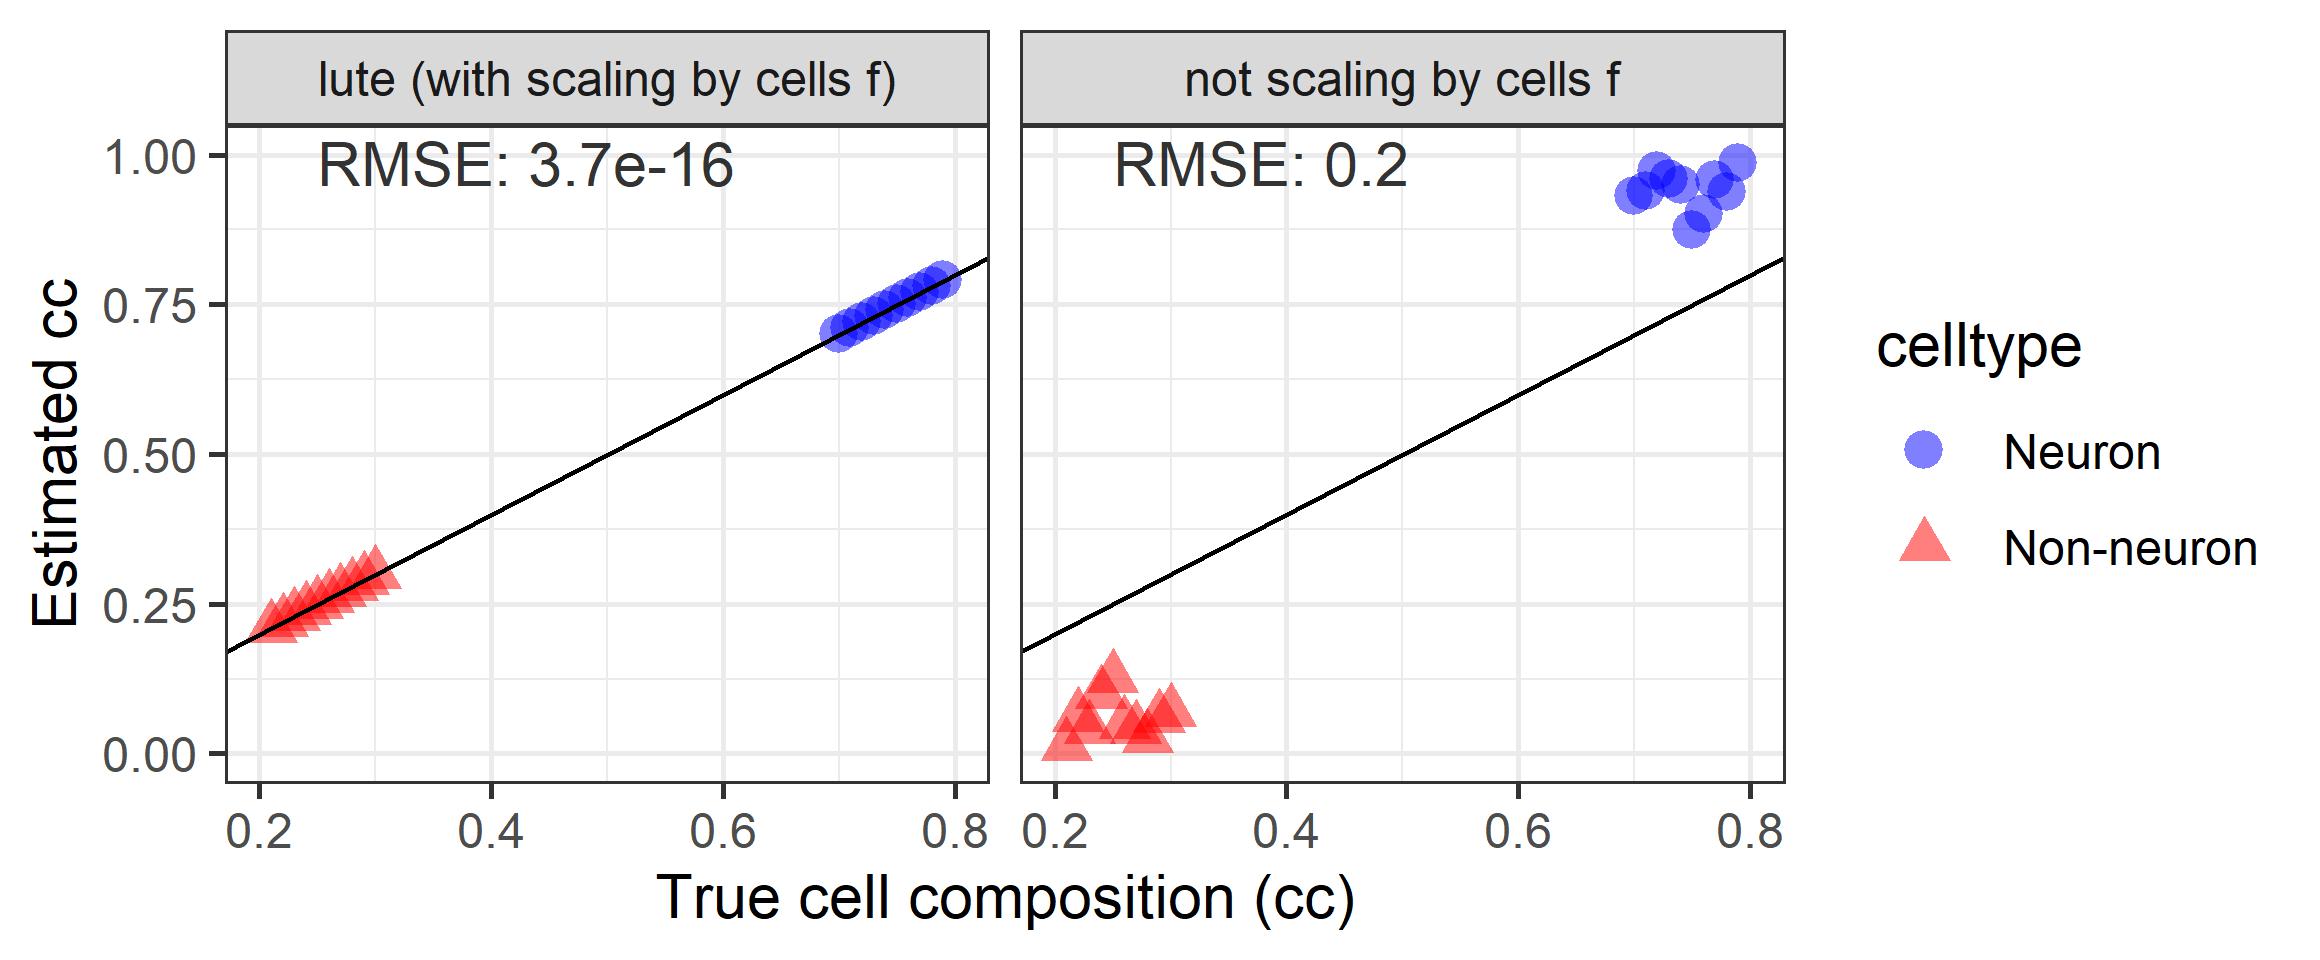 lute (with scaling by cells f)
not scaling by cells f
RMSE: 3.7e-16
RMSE: 0.2
1.00
0.75
0.50
0.25
0.00
Estimated cc
0.2
0.4
0.6
0.8
0.2
0.4
0.6
0.8
True cell composition (cc)
celltype
Neuron
Non-neuron